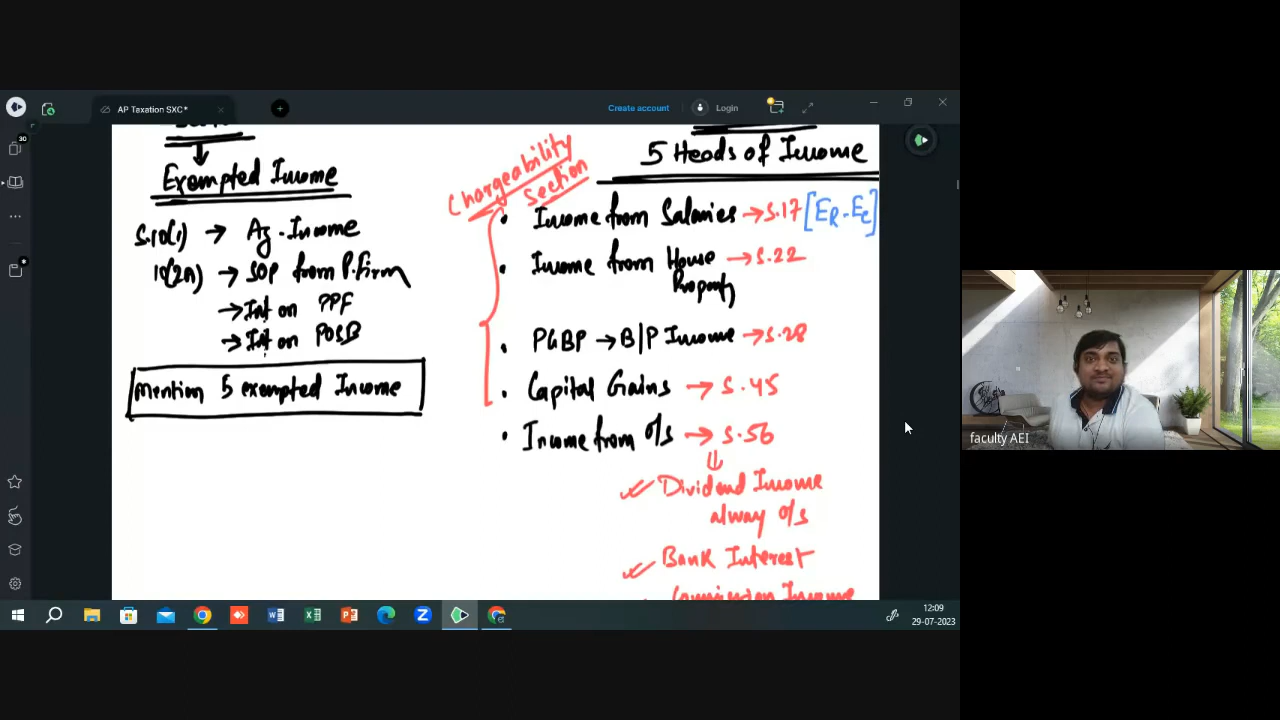 AP Taxation SXC*
Create account
Login
30
Exempted Income
S.10(1) → Ag. Income
10(2A) → SOP from P. Firm
→ Int on PPF
→ Int on POSB
Mention 5 exempted Income
Chargeability
Section
5 Heads of Income
• Income from Salaries → S.17 [ER-EE]
• Income from House → S.22
Property
• PGBP → B/P Income → S.28
• Capital Gains → S.45
• Income from O/s → S.56
Dividend Income
alway O/s
Bank Interest
Commission Income
faculty AEI
12:09
29-07-2023